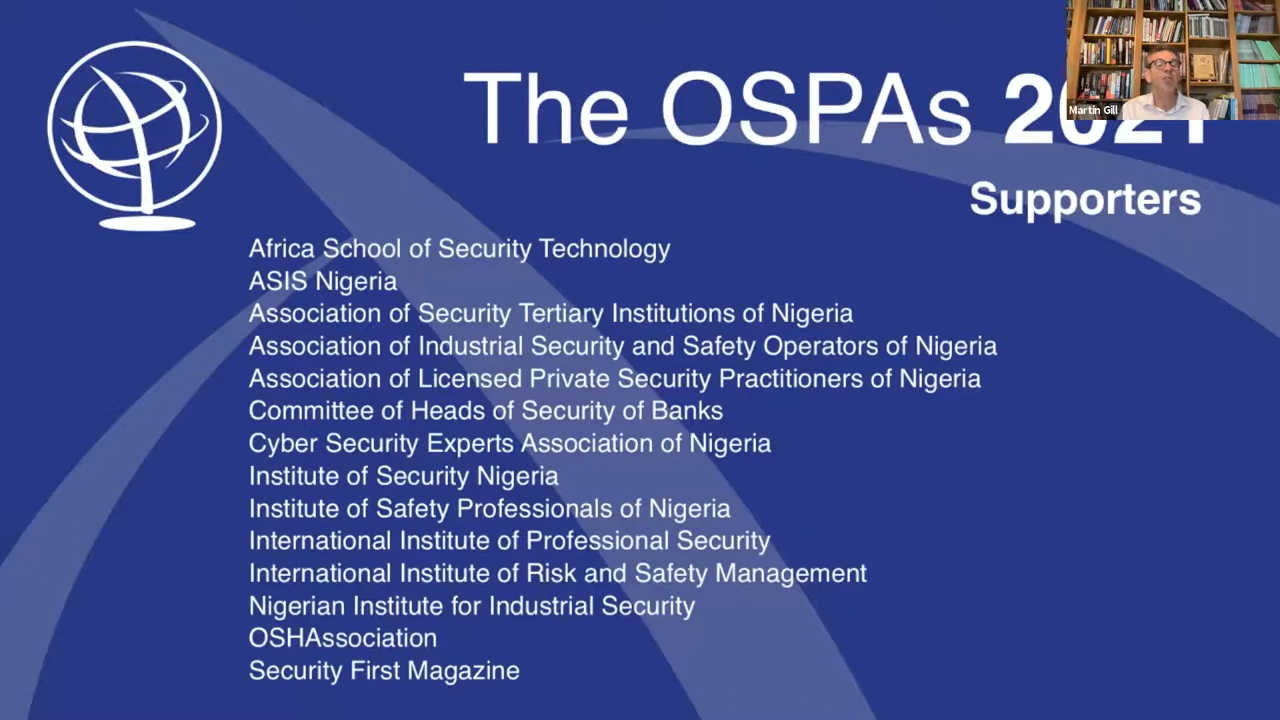 The OSPAs 2021
Martin Gill
Supporters
Africa School of Security Technology
ASIS Nigeria
Association of Security Tertiary Institutions of Nigeria
Association of Industrial Security and Safety Operators of Nigeria
Association of Licensed Private Security Practitioners of Nigeria
Committee of Heads of Security of Banks
Cyber Security Experts Association of Nigeria
Institute of Security Nigeria
Institute of Safety Professionals of Nigeria
International Institute of Professional Security
International Institute of Risk and Safety Management
Nigerian Institute for Industrial Security
OSHAssociation
Security First Magazine